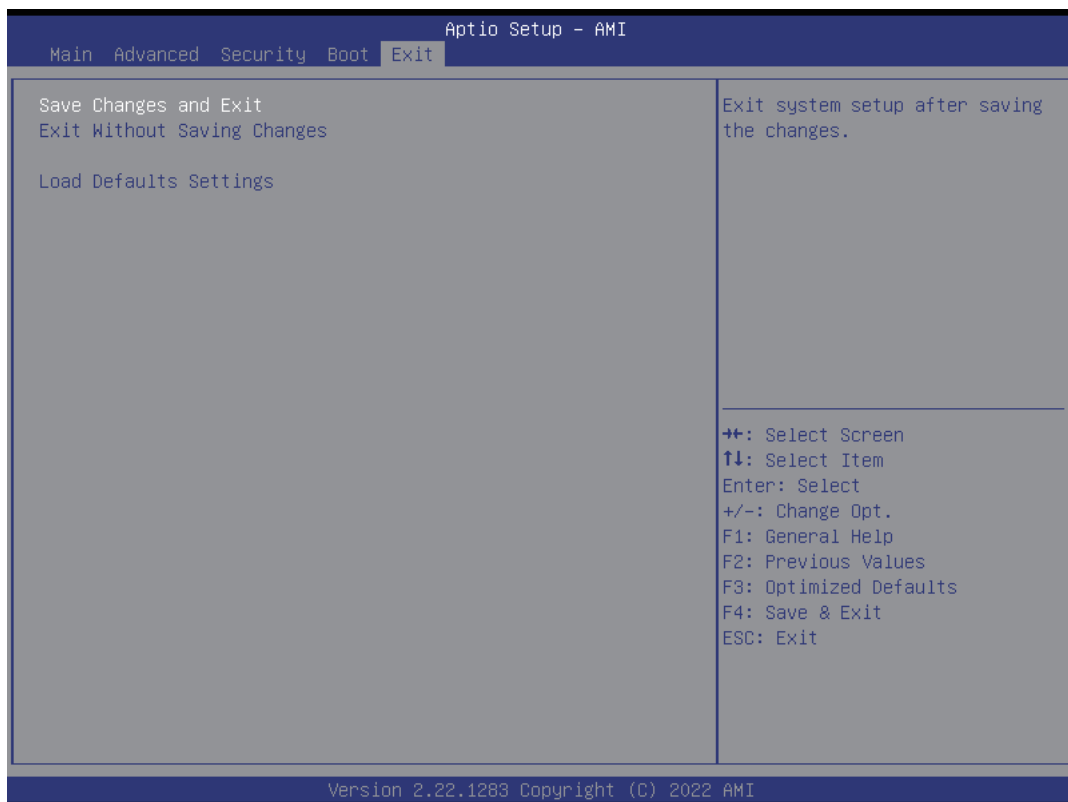 Aptio Setup – AMI
Main Advanced Security Boot Exit
Save Changes and Exit
Exit Without Saving Changes
Load Defaults Settings
Exit system setup after saving
the changes.
→←: Select Screen
↑↓: Select Item
Enter: Select
+/-: Change Opt.
F1: General Help
F2: Previous Values
F3: Optimized Defaults
F4: Save & Exit
ESC: Exit
Version 2.22.1283 Copyright (C) 2022 AMI